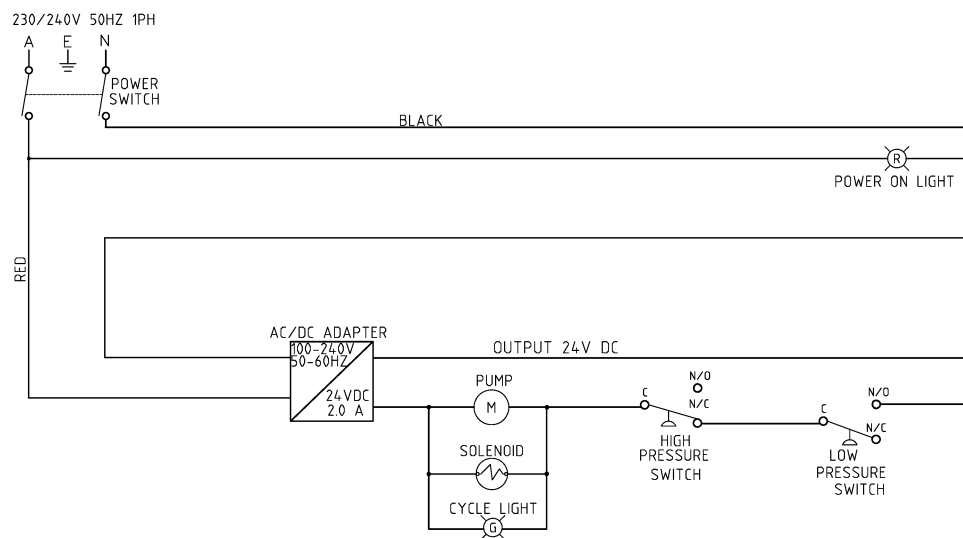 230/240V 50HZ 1PH
A E N
POWER
SWITCH
BLACK
R
POWER ON LIGHT
RED
AC/DC ADAPTER
100-240V
50-60HZ
24VDC
2.0 A
OUTPUT 24V DC
PUMP
M
SOLENOID
CYCLE LIGHT
G
C
N/O
N/C
HIGH
PRESSURE
SWITCH
C
N/O
N/C
LOW
PRESSURE
SWITCH